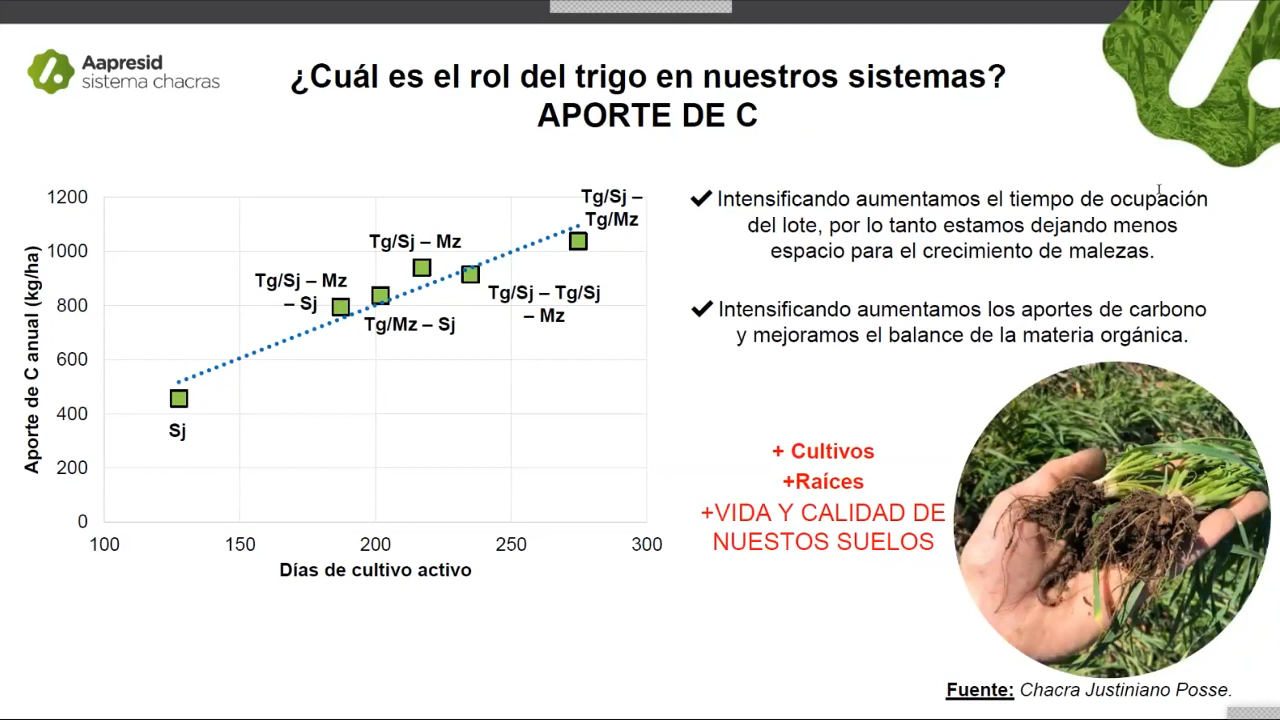 Aapresid
sistema chacras
¿Cuál es el rol del trigo en nuestros sistemas?
APORTE DE C
Aporte de C anual (kg/ha)
1200
1000
800
600
400
200
0
100
150
200
250
300
Días de cultivo activo
Sj
Tg/Sj – Mz
– Sj
Tg/Mz – Sj
Tg/Sj – Mz
Tg/Sj – Tg/Sj
– Mz
Tg/Sj –
Tg/Mz
Intensificando aumentamos el tiempo de ocupación
del lote, por lo tanto estamos dejando menos
espacio para el crecimiento de malezas.
Intensificando aumentamos los aportes de carbono
y mejoramos el balance de la materia orgánica.
+ Cultivos
+Raíces
+VIDA Y CALIDAD DE
NUESTOS SUELOS
Fuente: Chacra Justiniano Posse.